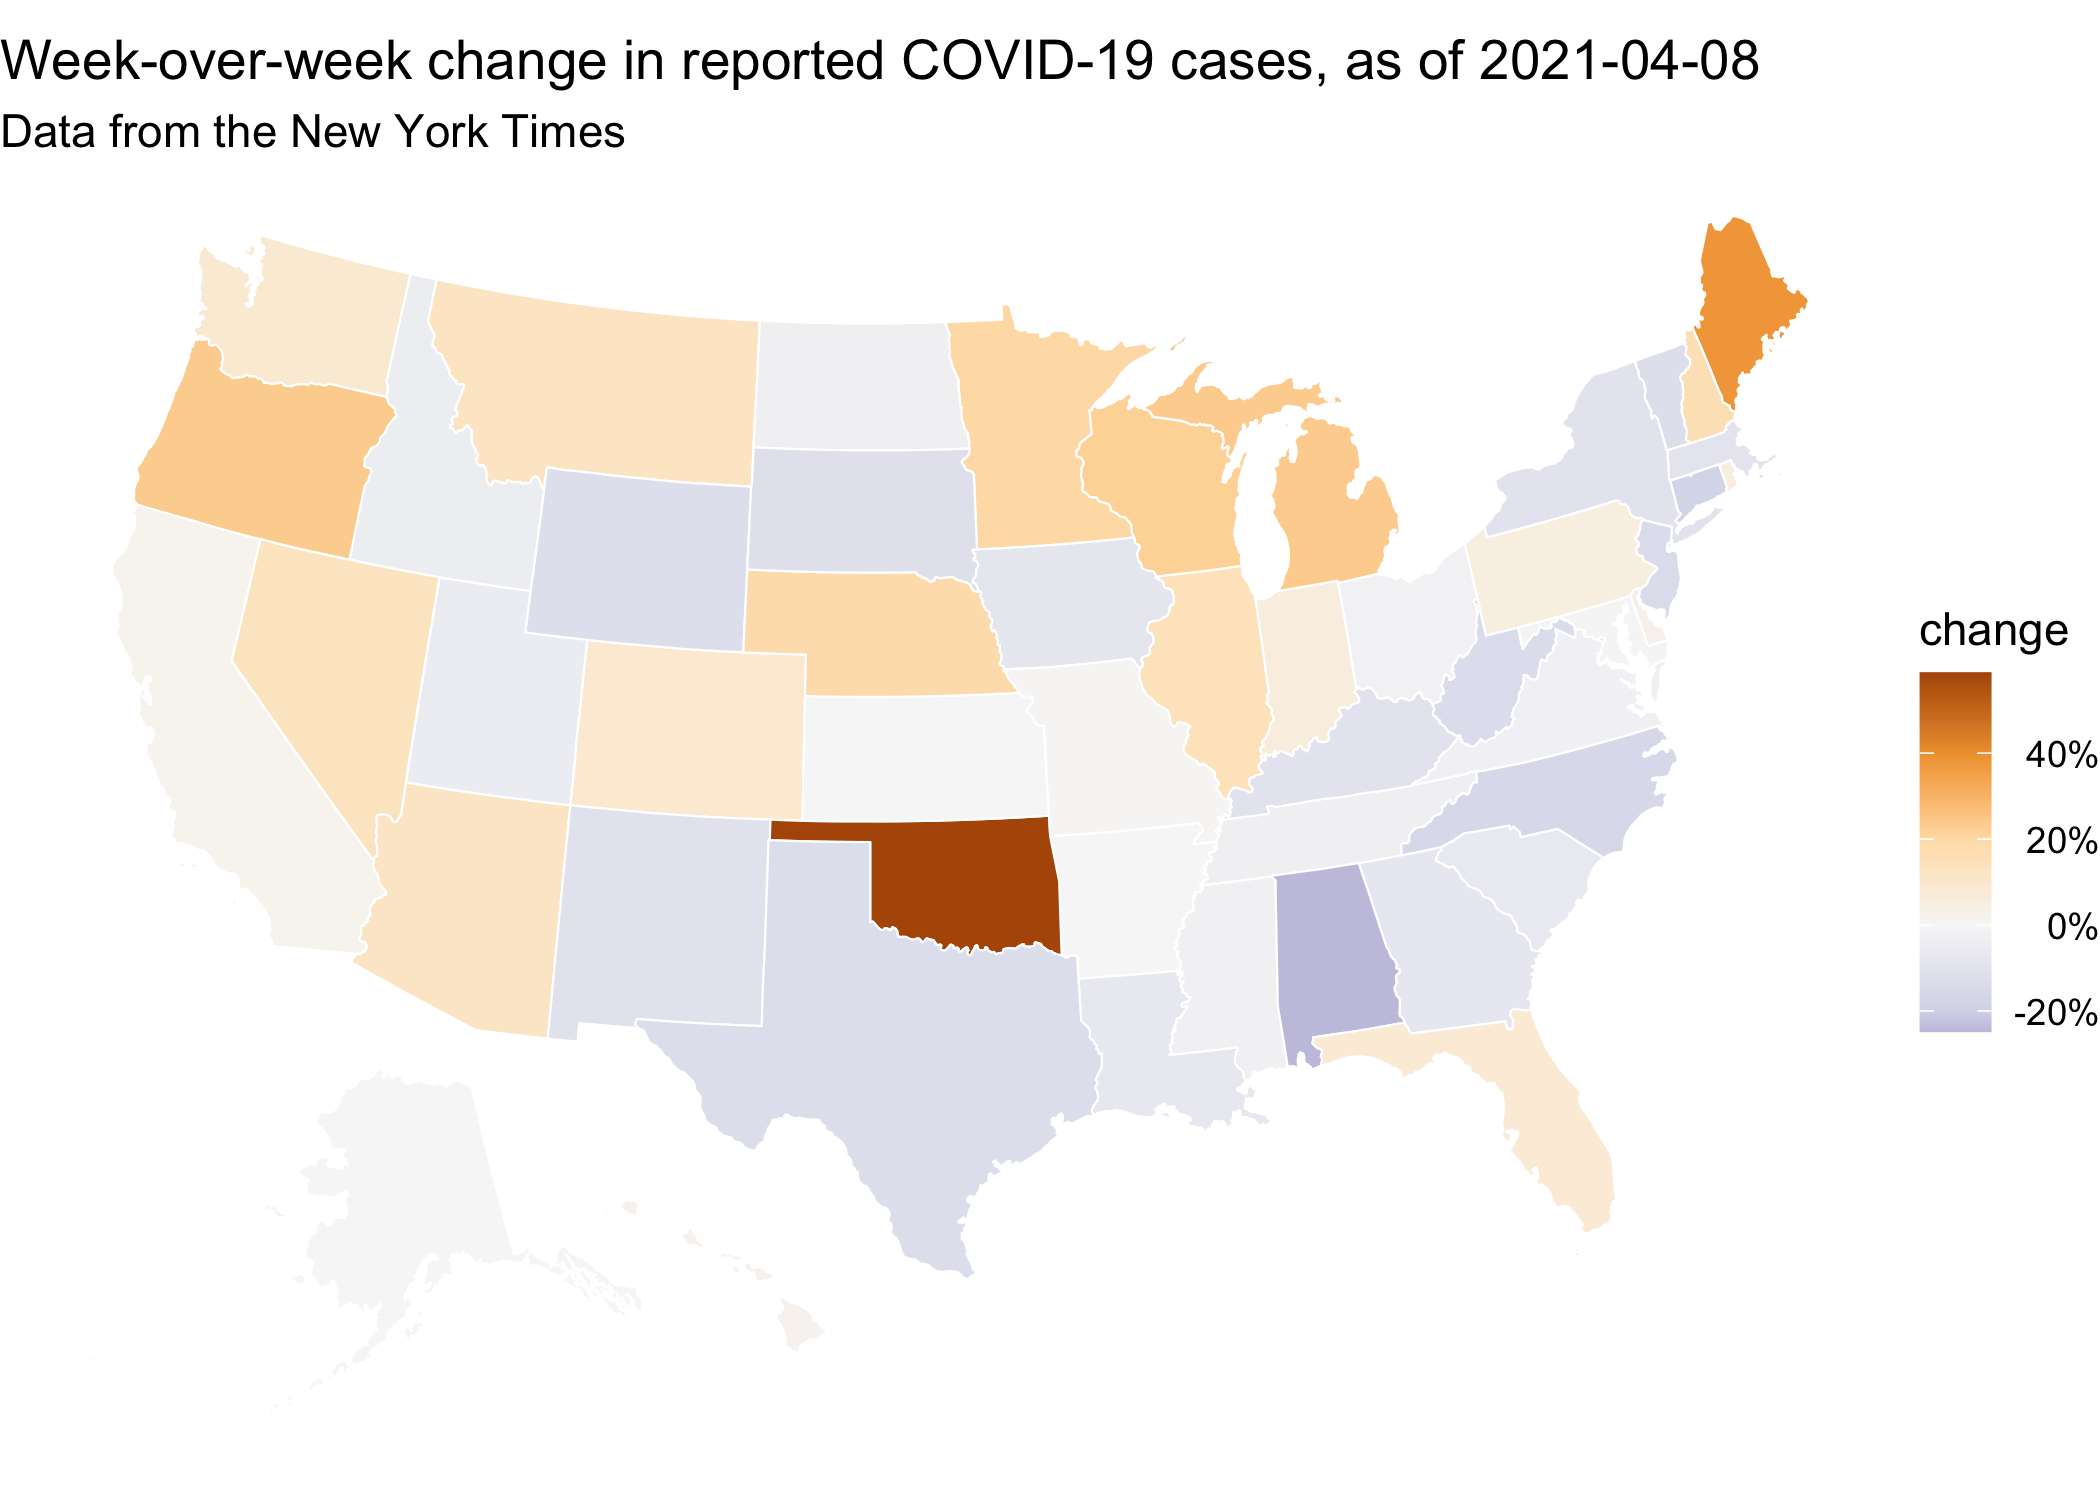 Week-over-week change in reported COVID-19 cases, as of 2021-04-08
Data from the New York Times
change
40%
20%
0%
-20%